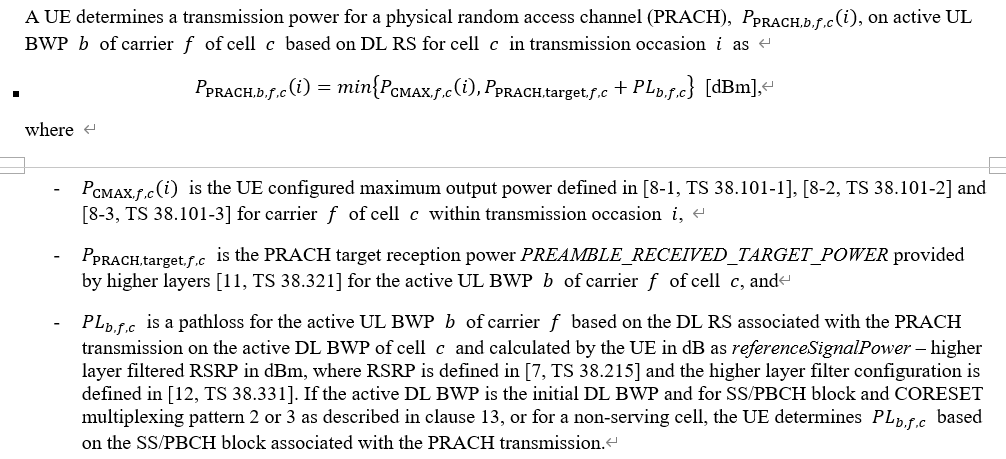 A UE determines a transmission power for a physical random access channel (PRACH), P_PRACH,b,f,c(i), on active UL
BWP b of carrier f of cell c based on DL RS for cell c in transmission occasion i as ↵
P_PRACH,b,f,c(i) = min{P_CMAX,f,c(i), P_PRACH,target,f,c + PL_b,f,c} [dBm],↵
where ↵
- P_CMAX,f,c(i) is the UE configured maximum output power defined in [8-1, TS 38.101-1], [8-2, TS 38.101-2] and
[8-3, TS 38.101-3] for carrier f of cell c within transmission occasion i, ↵
- P_PRACH,target,f,c is the PRACH target reception power PREAMBLE_RECEIVED_TARGET_POWER provided
by higher layers [11, TS 38.321] for the active UL BWP b of carrier f of cell c, and↵
- PL_b,f,c is a pathloss for the active UL BWP b of carrier f based on the DL RS associated with the PRACH
transmission on the active DL BWP of cell c and calculated by the UE in dB as referenceSignalPower – higher
layer filtered RSRP in dBm, where RSRP is defined in [7, TS 38.215] and the higher layer filter configuration is
defined in [12, TS 38.331]. If the active DL BWP is the initial DL BWP and for SS/PBCH block and CORESET
multiplexing pattern 2 or 3 as described in clause 13, or for a non-serving cell, the UE determines PL_b,f,c based
on the SS/PBCH block associated with the PRACH transmission.↵